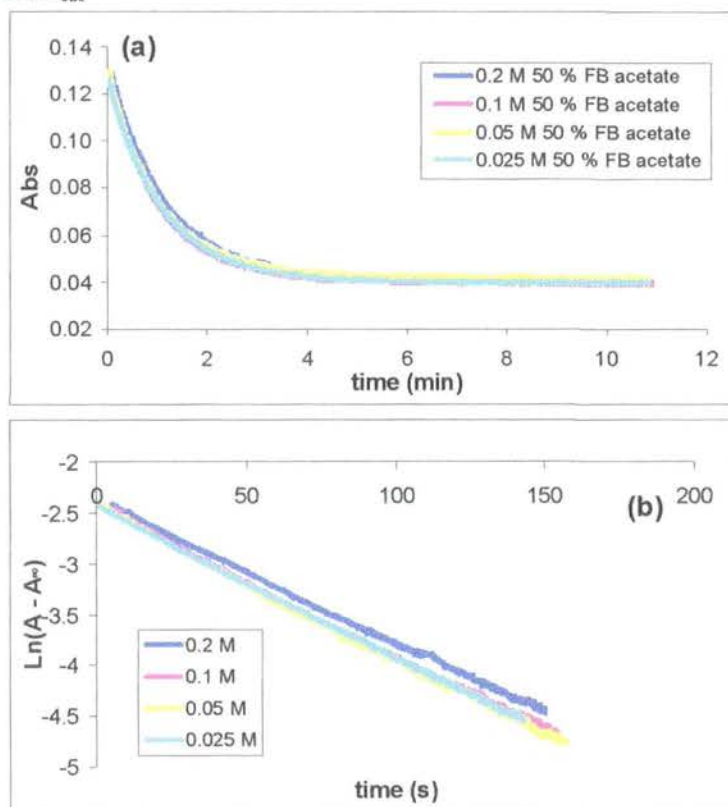 0.14
0.12
0.10
0.08
0.06
0.04
0.02
Abs
(a)
0.2 M 50 % FB acetate
0.1 M 50 % FB acetate
0.05 M 50 % FB acetate
0.025 M 50 % FB acetate
0 2 4 6 8 10 12
time (min)
-2
-2.5
-3
-3.5
-4
-4.5
-5
Ln(A - A∞)
0 50 100 150 200
(b)
0.2 M
0.1 M
0.05 M
0.025 M
time (s)